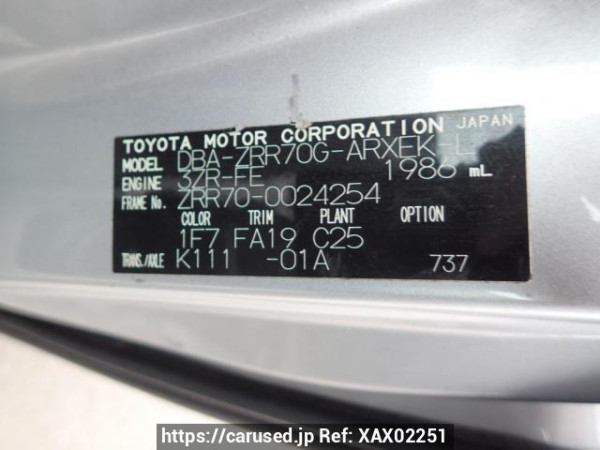 TOYOTA MOTOR CORPORATION JAPAN
MODEL DBA-ZRR70G-ARXEK-L
ENGINE 3ZR-FE 1986 mL
FRAME No. ZRR70-0024254
COLOR TRIM PLANT OPTION
1F7 FA19 C25
TRANS./AXLE K111 -01A 737
https://carused.jp Ref: XAX02251